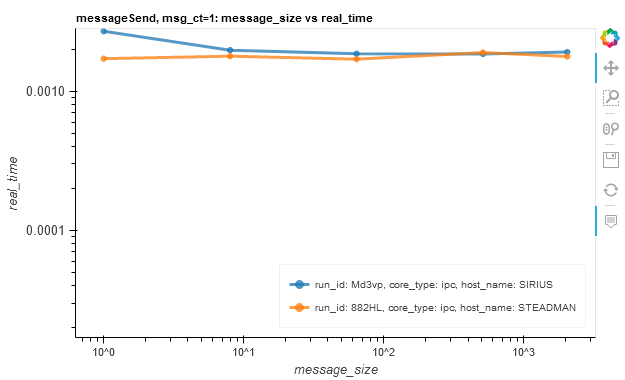 messageSend, msg_ct=1: message_size vs real_time
real_time
0.0010
0.0001
run_id: Md3vp, core_type: ipc, host_name: SIRIUS
run_id: 882HL, core_type: ipc, host_name: STEADMAN
10^0 10^1 10^2 10^3
message_size